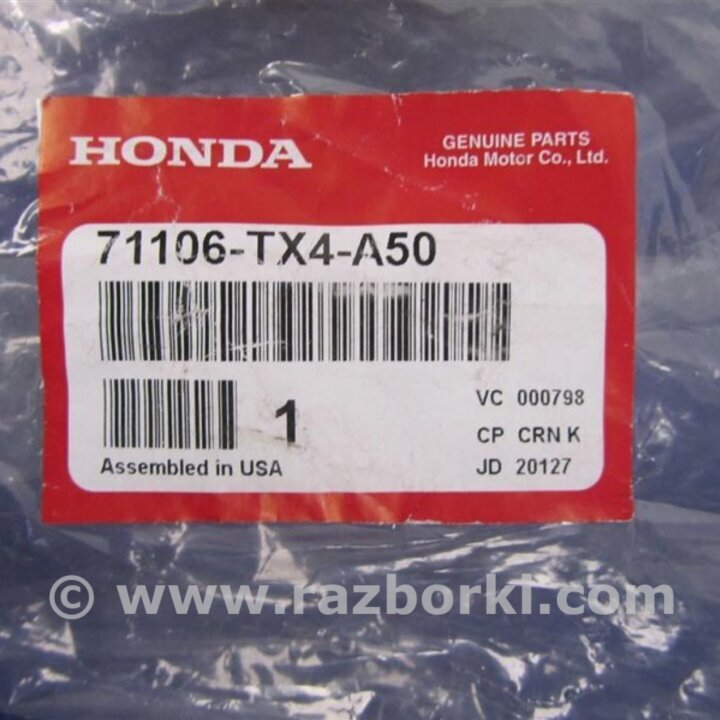 HONDA
GENUINE PARTS
Honda Motor Co., Ltd.
71106-TX4-A50
1
VC 000798
CP CRN K
Assembled in USA
JD 20127
© www.razborki.com